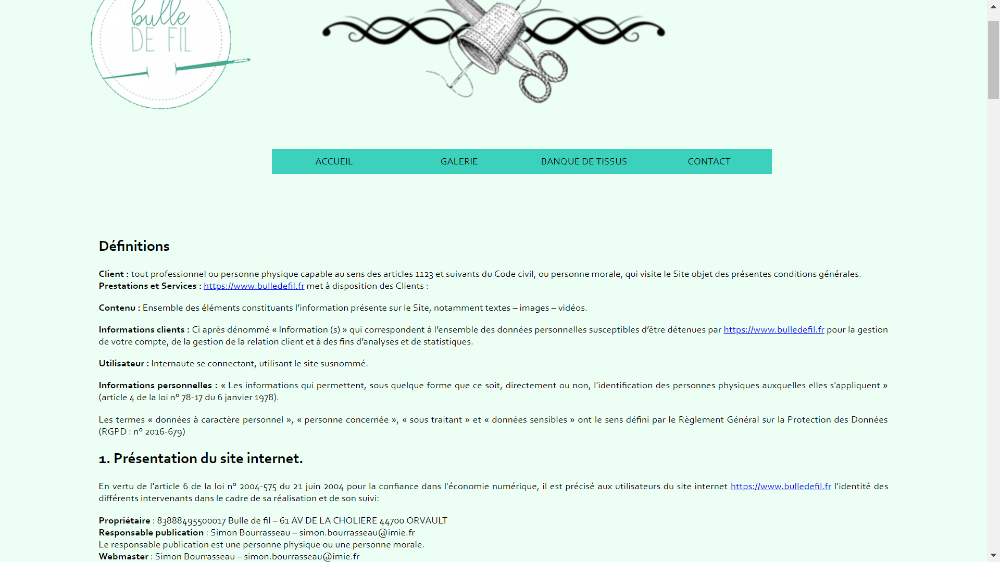 bulle
DE FIL
ACCUEIL
GALERIE
BANQUE DE TISSUS
CONTACT
Définitions
Client : tout professionnel ou personne physique capable au sens des articles 1123 et suivants du Code civil, ou personne morale, qui visite le Site objet des présentes conditions générales.
Prestations et Services : https://www.bulledefil.fr met à disposition des Clients :
Contenu : Ensemble des éléments constituants l’information présente sur le Site, notamment textes – images – vidéos.
Informations clients : Ci après dénommé « Information (s) » qui correspondent à l’ensemble des données personnelles susceptibles d’être détenues par https://www.bulledefil.fr pour la gestion
de votre compte, de la gestion de la relation client et à des fins d’analyses et de statistiques.
Utilisateur : Internaute se connectant, utilisant le site susnommé.
Informations personnelles : « Les informations qui permettent, sous quelque forme que ce soit, directement ou non, l'identification des personnes physiques auxquelles elles s'appliquent »
(article 4 de la loi n° 78-17 du 6 janvier 1978).
Les termes « données à caractère personnel », « personne concernée », « sous traitant » et « données sensibles » ont le sens défini par le Règlement Général sur la Protection des Données
(RGPD : n° 2016-679)
1. Présentation du site internet.
En vertu de l'article 6 de la loi n° 2004-575 du 21 juin 2004 pour la confiance dans l'économie numérique, il est précisé aux utilisateurs du site internet https://www.bulledefil.fr l'identité des
différents intervenants dans le cadre de sa réalisation et de son suivi:
Propriétaire : 83888495500017 Bulle de fil – 61 AV DE LA CHOLIERE 44700 ORVAULT
Responsable publication : Simon Bourrasseau – simon.bourrasseau@imie.fr
Le responsable publication est une personne physique ou une personne morale.
Webmaster : Simon Bourrasseau – simon.bourrasseau@imie.fr